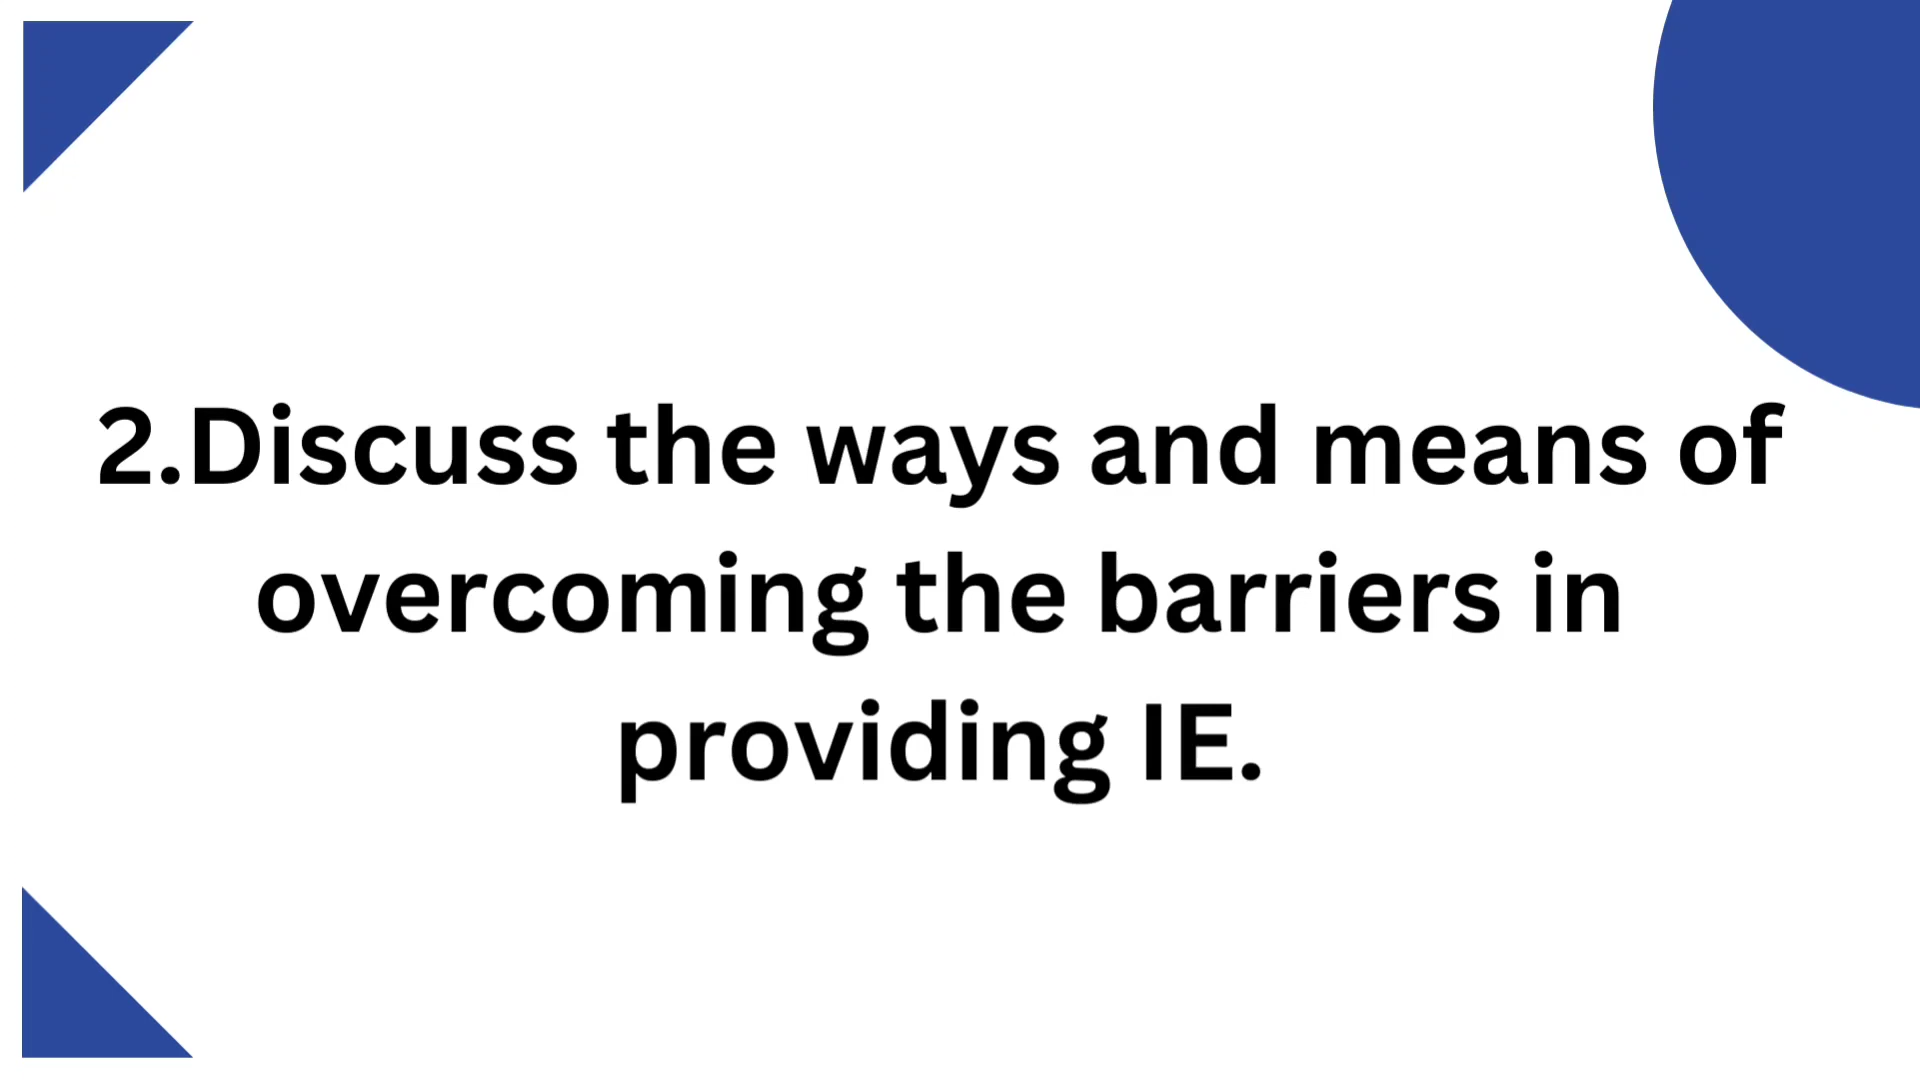 2.Discuss the ways and means of
overcoming the barriers in
providing IE.